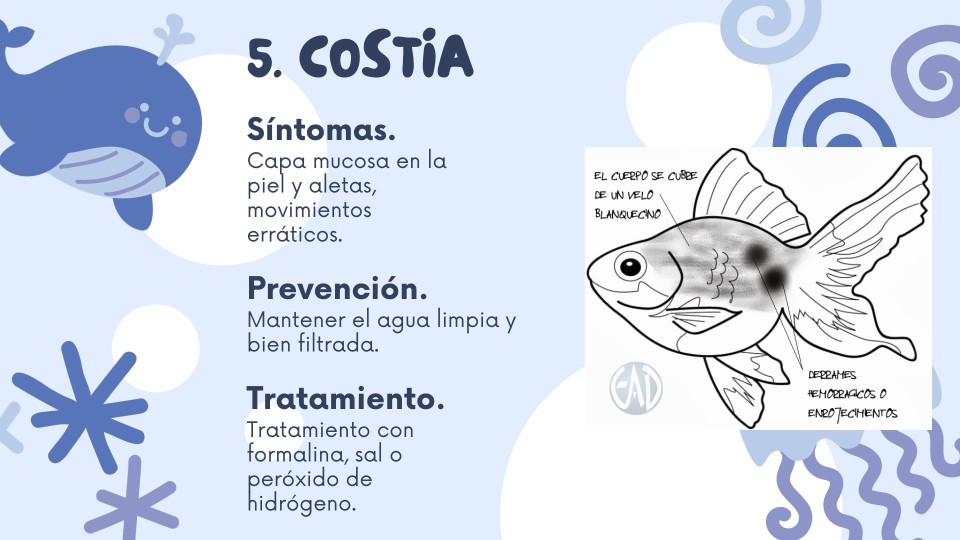 5. COSTiA
Síntomas.
Capa mucosa en la
piel y aletas,
movimientos
erráticos.
Prevención.
Mantener el agua limpia y
bien filtrada.
Tratamiento.
Tratamiento con
formalina, sal o
peróxido de
hidrógeno.
EL CUERPO SE CUBRE
DE UN VELO
BLANQUECINO
EAD
DERRAMES
HEMORRAGICOS O
ENROJECIMIENTOS